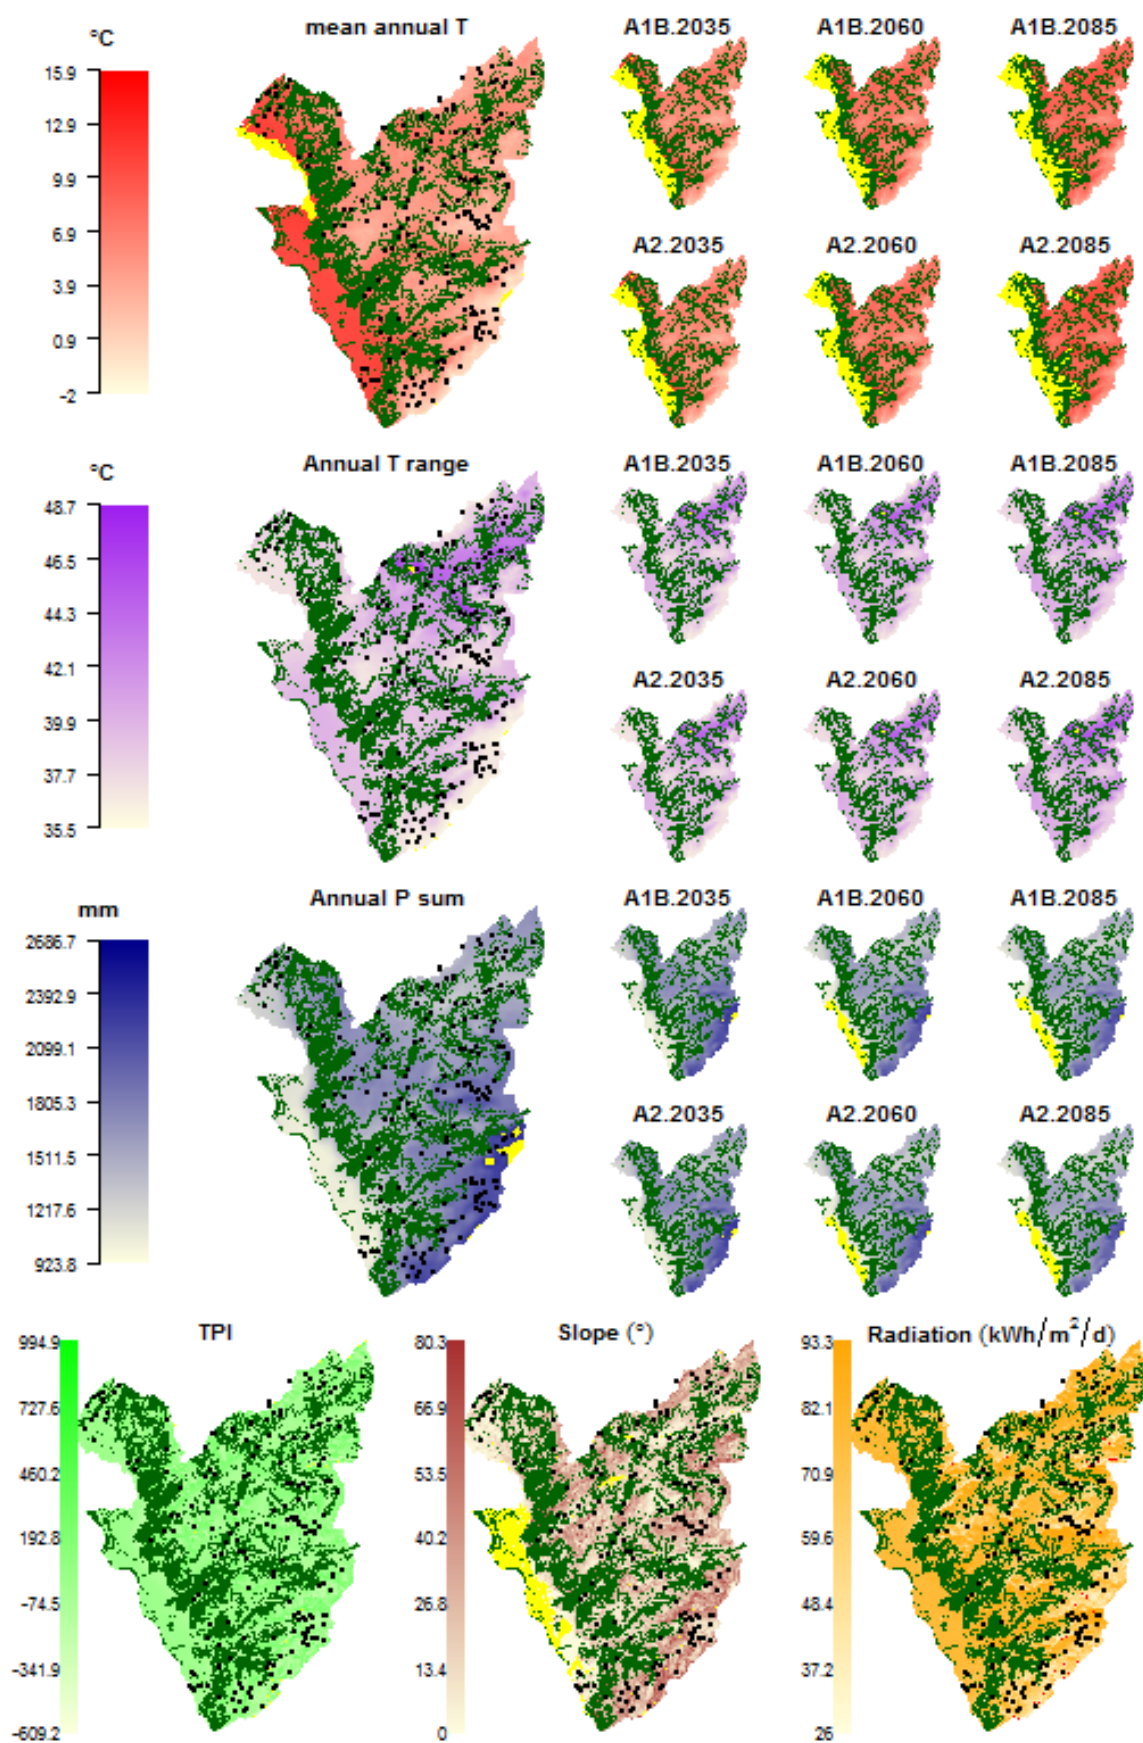 °C
mean annual T
A1B.2035
A1B.2060
A1B.2085
15.9
12.9
9.9
6.9
3.9
0.9
-2
A2.2035
A2.2060
A2.2085
°C
Annual T range
A1B.2035
A1B.2060
A1B.2085
48.7
46.5
44.3
42.1
39.9
37.7
35.5
A2.2035
A2.2060
A2.2085
mm
Annual P sum
A1B.2035
A1B.2060
A1B.2085
2686.7
2392.9
2099.1
1805.3
1511.5
1217.6
923.8
A2.2035
A2.2060
A2.2085
TPI
994.9
727.6
460.2
192.8
-74.5
-341.9
-609.2
Slope (°)
80.3
66.9
53.5
40.2
26.8
13.4
0
Radiation (kWh/m²/d)
93.3
82.1
70.9
59.6
48.4
37.2
26